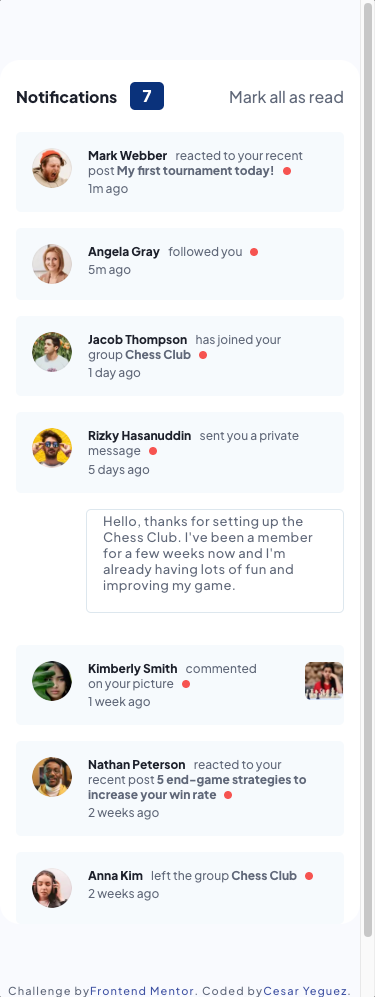 Notifications 7 Mark all as read
Mark Webber reacted to your recent
post My first tournament today!
1m ago
Angela Gray followed you
5m ago
Jacob Thompson has joined your
group Chess Club
1 day ago
Rizky Hasanuddin sent you a private
message
5 days ago
Hello, thanks for setting up the
Chess Club. I've been a member
for a few weeks now and I'm
already having lots of fun and
improving my game.
Kimberly Smith commented
on your picture
1 week ago
Nathan Peterson reacted to your
recent post 5 end-game strategies to
increase your win rate
2 weeks ago
Anna Kim left the group Chess Club
2 weeks ago
Challenge byFrontend Mentor. Coded byCesar Yeguez.